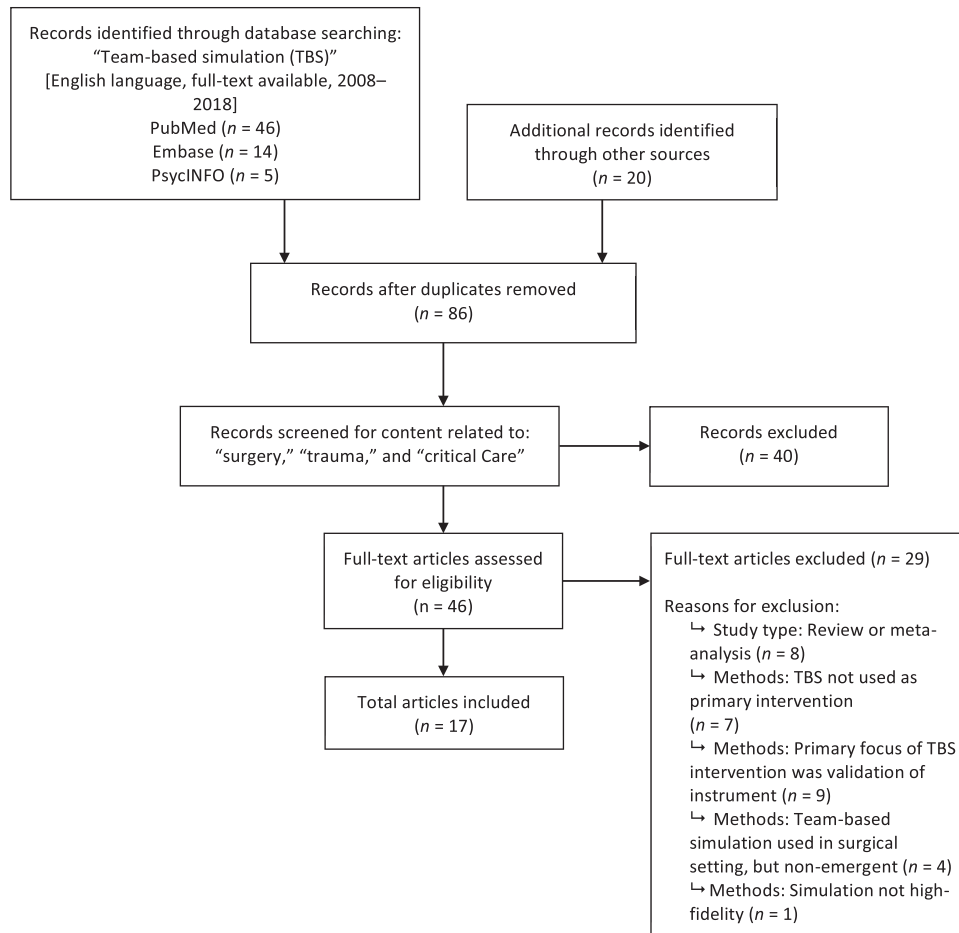 Records identified through database searching:
“Team-based simulation (TBS)”
[English language, full-text available, 2008–
2018]
PubMed (n = 46)
Embase (n = 14)
PsycINFO (n = 5)
Additional records identified
through other sources
(n = 20)
Records after duplicates removed
(n = 86)
Records screened for content related to:
“surgery,” “trauma,” and “critical Care”
Records excluded
(n = 40)
Full-text articles assessed
for eligibility
(n = 46)
Full-text articles excluded (n = 29)
Reasons for exclusion:
↳ Study type: Review or meta-
analysis (n = 8)
↳ Methods: TBS not used as
primary intervention
(n = 7)
↳ Methods: Primary focus of TBS
intervention was validation of
instrument (n = 9)
↳ Methods: Team-based
simulation used in surgical
setting, but non-emergent (n = 4)
↳Methods: Simulation not high-
fidelity (n = 1)
Total articles included
(n = 17)